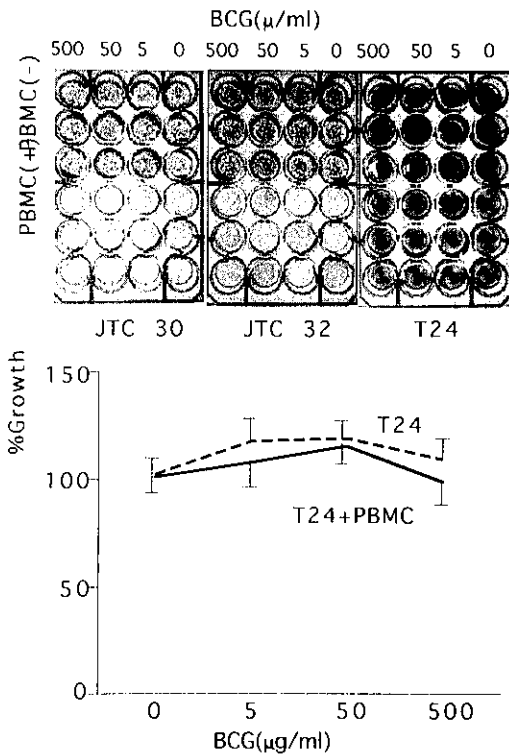 BCG(μ/ml)
500 50 5 0 500 50 5 0 500 50 5 0
PBMC(-)
PBMC(+)
JTC 30 JTC 32 T24
%Growth
150
100
50
0
T24
T24+PBMC
0 5 50 500
BCG(μg/ml)